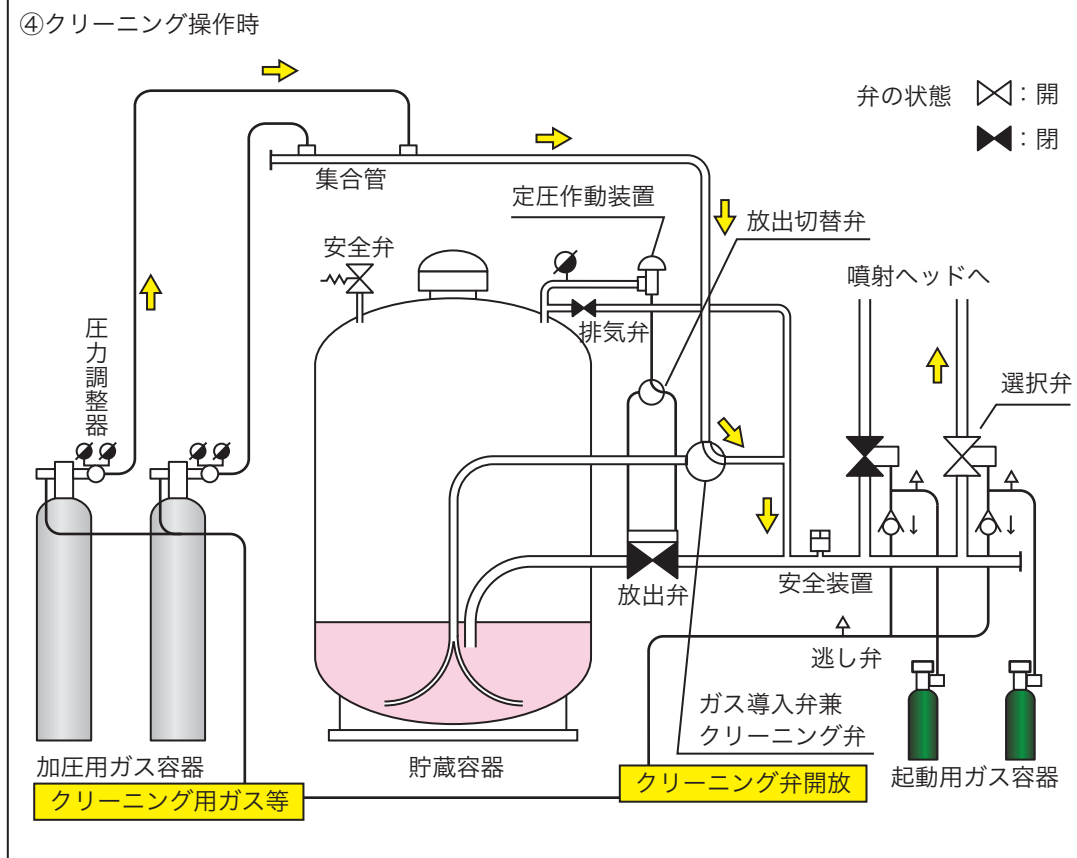 ④クリーニング操作時
弁の状態
：開
：閉
集合管
定圧作動装置
放出切替弁
安全弁
噴射ヘッドへ
排気弁
圧力調整器
選択弁
放出弁
安全装置
逃し弁
ガス導入弁兼
クリーニング弁
加圧用ガス容器
貯蔵容器
起動用ガス容器
クリーニング用ガス等
クリーニング弁開放